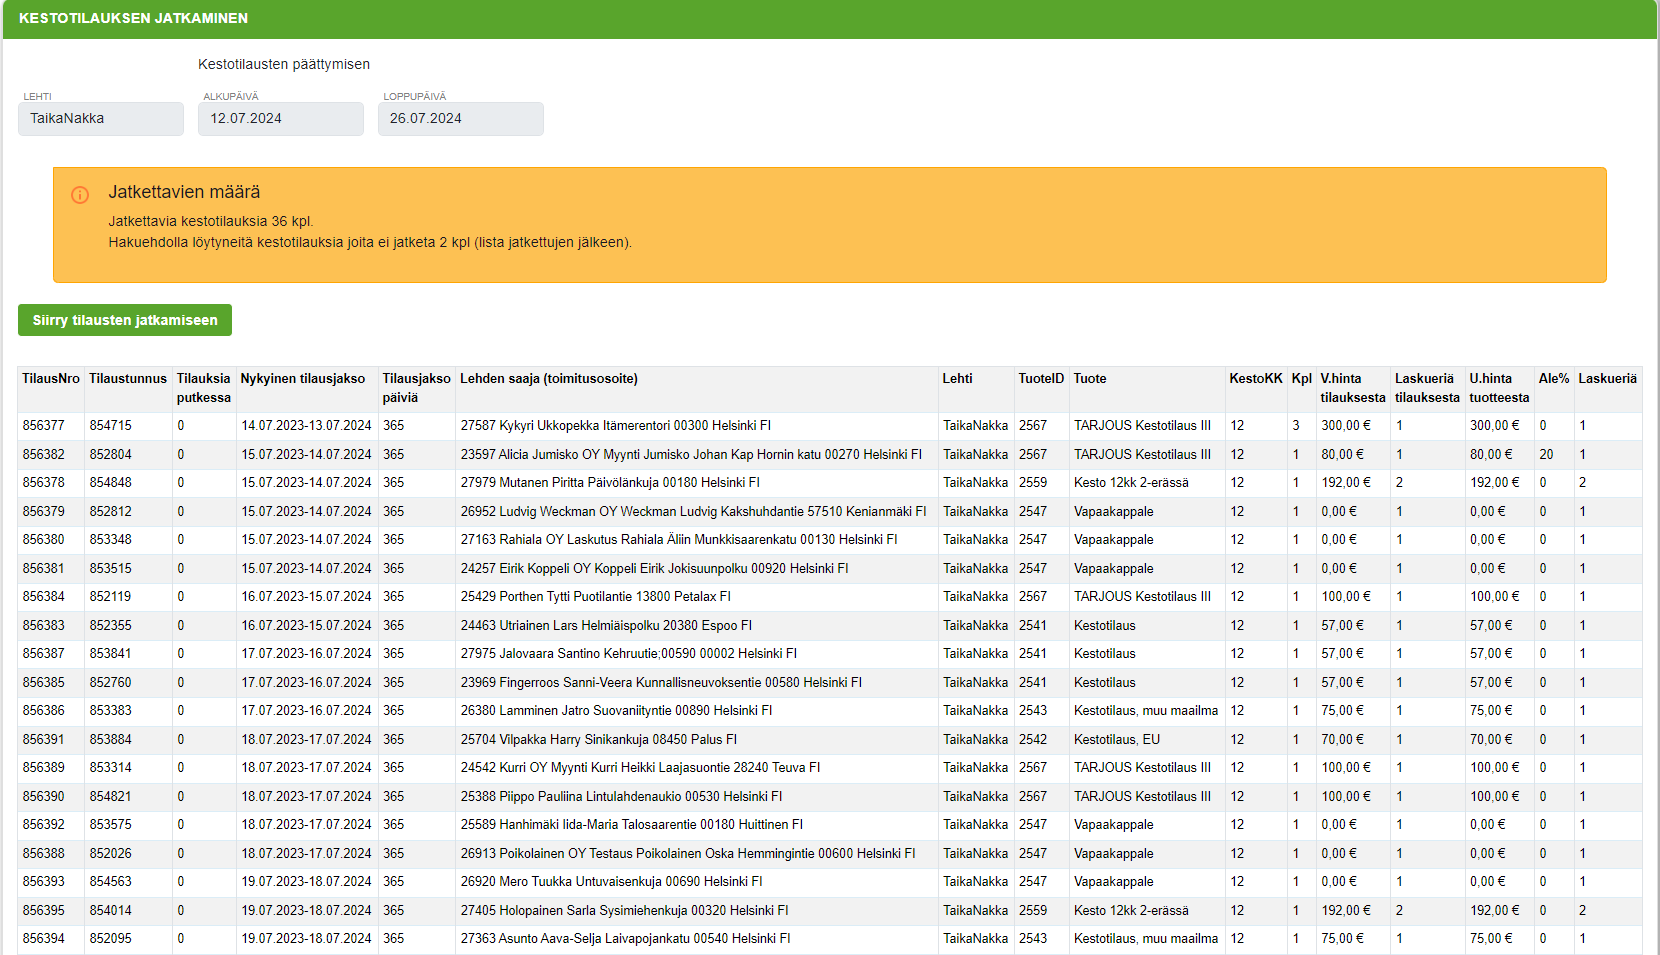 KESTOTILAUKSEN JATKAMINEN
Kestotilausten päättymisen
LEHTI ALKUPÄIVÄ LOPPUPÄIVÄ
TaikaNakka 12.07.2024 26.07.2024
Jatkettavien määrä
Jatkettavia kestotilauksia 36 kpl.
Hakuehdolla löytyneitä kestotilauksia joita ei jatketa 2 kpl (lista jatkettujen jälkeen).
Siirry tilausten jatkamiseen
TilausNro Tilaustunnus Tilauksia Nykyinen tilausjakso Tilausjakso Lehden saaja (toimitusosoite) Lehti TuoteID Tuote KestoKK Kpl V.hinta Laskueriä U.hinta Ale% Laskueriä
putkessa päiviä tilauksesta tilauksesta tuotteesta
856377 854715 0 14.07.2023-13.07.2024 365 27587 Kykyri Ukkopekka Itämerentori 00300 Helsinki FI TaikaNakka 2567 TARJOUS Kestotilaus III 12 3 300,00 € 1 300,00 € 0 1
856382 852804 0 15.07.2023-14.07.2024 365 23597 Alicia Jumisko OY Myynti Jumisko Johan Kap Hornin katu 00270 Helsinki FI TaikaNakka 2567 TARJOUS Kestotilaus III 12 1 80,00 € 1 80,00 € 20 1
856378 854848 0 15.07.2023-14.07.2024 365 27979 Mutanen Piritta Päivölänkuja 00180 Helsinki FI TaikaNakka 2559 Kesto 12kk 2-erässä 12 1 192,00 € 2 192,00 € 0 2
856379 852812 0 15.07.2023-14.07.2024 365 26952 Ludvig Weckman OY Weckman Ludvig Kakshuhdantie 57510 Kenianmäki FI TaikaNakka 2547 Vapaakappale 12 1 0,00 € 1 0,00 € 0 1
856380 853348 0 15.07.2023-14.07.2024 365 27163 Rahiala OY Laskutus Rahiala Äliin Munkkisaarenkatu 00130 Helsinki FI TaikaNakka 2547 Vapaakappale 12 1 0,00 € 1 0,00 € 0 1
856381 853515 0 15.07.2023-14.07.2024 365 24257 Eirik Koppeli OY Koppeli Eirik Jokisuunpolku 00920 Helsinki FI TaikaNakka 2547 Vapaakappale 12 1 0,00 € 1 0,00 € 0 1
856384 852119 0 16.07.2023-15.07.2024 365 25429 Porthen Tytti Puotilantie 13800 Petalax FI TaikaNakka 2567 TARJOUS Kestotilaus III 12 1 100,00 € 1 100,00 € 0 1
856383 852355 0 16.07.2023-15.07.2024 365 24463 Utriainen Lars Helmiäispolku 20380 Espoo FI TaikaNakka 2541 Kestotilaus 12 1 57,00 € 1 57,00 € 0 1
856387 853841 0 17.07.2023-16.07.2024 365 27975 Jalovaara Santino Kehruutie;00590 00002 Helsinki FI TaikaNakka 2541 Kestotilaus 12 1 57,00 € 1 57,00 € 0 1
856385 852760 0 17.07.2023-16.07.2024 365 23969 Fingerroos Sanni-Veera Kunnallisneuvoksentie 00580 Helsinki FI TaikaNakka 2541 Kestotilaus 12 1 57,00 € 1 57,00 € 0 1
856386 853383 0 17.07.2023-16.07.2024 365 26380 Lamminen Jatro Suovaniityntie 00890 Helsinki FI TaikaNakka 2543 Kestotilaus, muu maailma 12 1 75,00 € 1 75,00 € 0 1
856391 853884 0 18.07.2023-17.07.2024 365 25704 Vilpakka Harry Sinikankuja 08450 Palus FI TaikaNakka 2542 Kestotilaus, EU 12 1 70,00 € 1 70,00 € 0 1
856389 853314 0 18.07.2023-17.07.2024 365 24542 Kurri OY Myynti Kurri Heikki Laajasuontie 28240 Teuva FI TaikaNakka 2567 TARJOUS Kestotilaus III 12 1 100,00 € 1 100,00 € 0 1
856390 854821 0 18.07.2023-17.07.2024 365 25388 Piippo Pauliina Lintulahdenaukio 00530 Helsinki FI TaikaNakka 2567 TARJOUS Kestotilaus III 12 1 100,00 € 1 100,00 € 0 1
856392 853575 0 18.07.2023-17.07.2024 365 25589 Hanhimäki Iida-Maria Talosaarentie 00180 Huittinen FI TaikaNakka 2547 Vapaakappale 12 1 0,00 € 1 0,00 € 0 1
856388 852026 0 18.07.2023-17.07.2024 365 26913 Poikolainen OY Testaus Poikolainen Oska Hemmingintie 00600 Helsinki FI TaikaNakka 2547 Vapaakappale 12 1 0,00 € 1 0,00 € 0 1
856393 854563 0 19.07.2023-18.07.2024 365 26920 Mero Tuukka Untuvaisenkuja 00690 Helsinki FI TaikaNakka 2547 Vapaakappale 12 1 0,00 € 1 0,00 € 0 1
856395 854014 0 19.07.2023-18.07.2024 365 27405 Holopainen Sarla Sysimiehenkuja 00320 Helsinki FI TaikaNakka 2559 Kesto 12kk 2-erässä 12 1 192,00 € 2 192,00 € 0 2
856394 852095 0 19.07.2023-18.07.2024 365 27363 Asunto Aava-Selja Laivapojankatu 00540 Helsinki FI TaikaNakka 2543 Kestotilaus, muu maailma 12 1 75,00 € 1 75,00 € 0 1